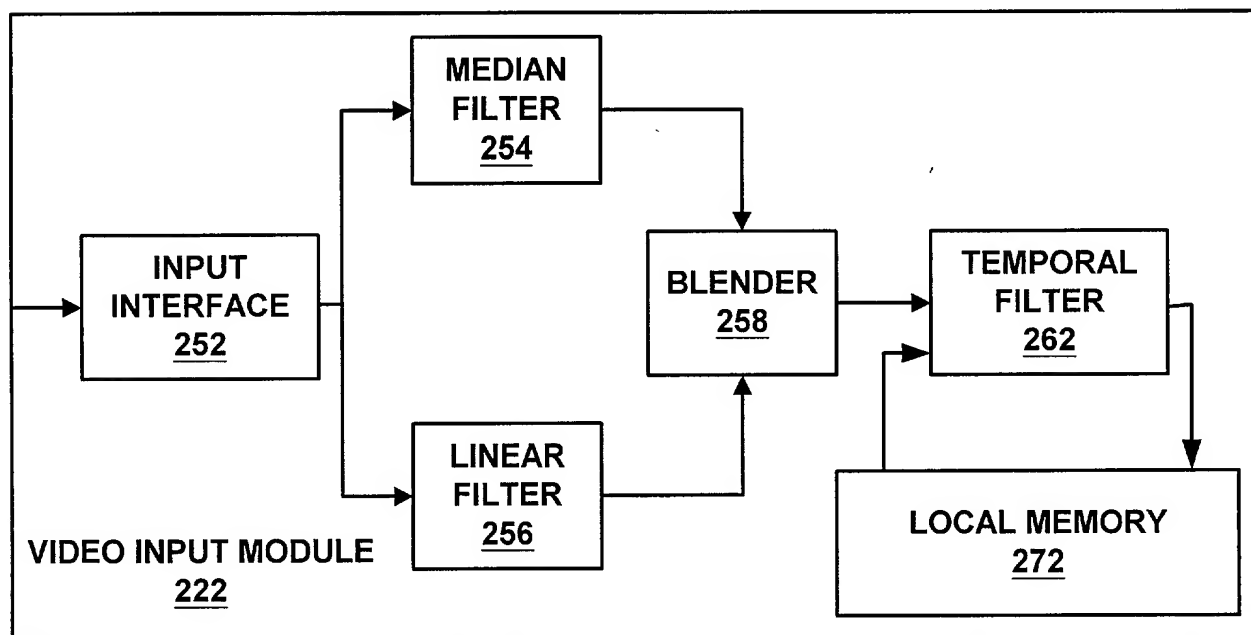 MEDIAN
FILTER
254
INPUT
INTERFACE
252
BLENDER
258
TEMPORAL
FILTER
262
LINEAR
FILTER
256
LOCAL MEMORY
272
VIDEO INPUT MODULE
222